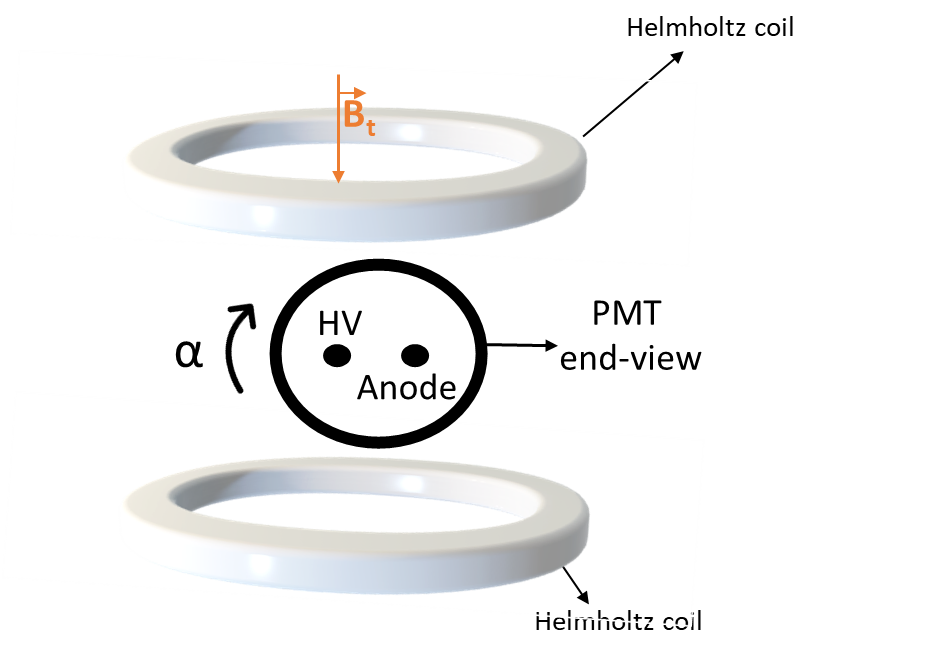 Helmholtz coil
Bt
HV
α
Anode
PMT
end-view
Helmholtz coil